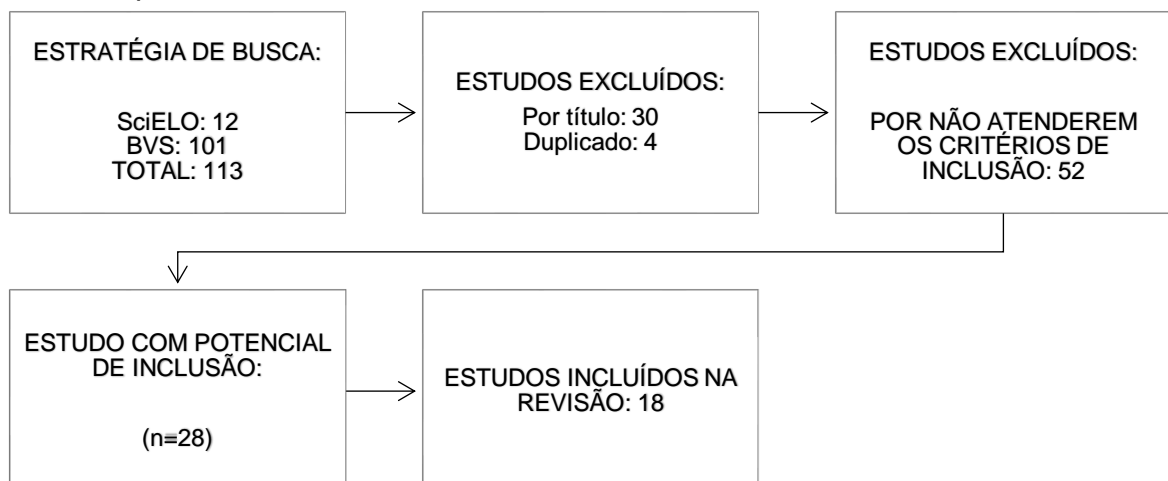 ESTRATÉGIA DE BUSCA:
SciELO: 12
BVS: 101
TOTAL: 113
ESTUDOS EXCLUÍDOS:
Por título: 30
Duplicado: 4
ESTUDOS EXCLUÍDOS:
POR NÃO ATENDEREM
OS CRITÉRIOS DE
INCLUSÃO: 52
ESTUDO COM POTENCIAL
DE INCLUSÃO:
(n=28)
ESTUDOS INCLUÍDOS NA
REVISÃO: 18